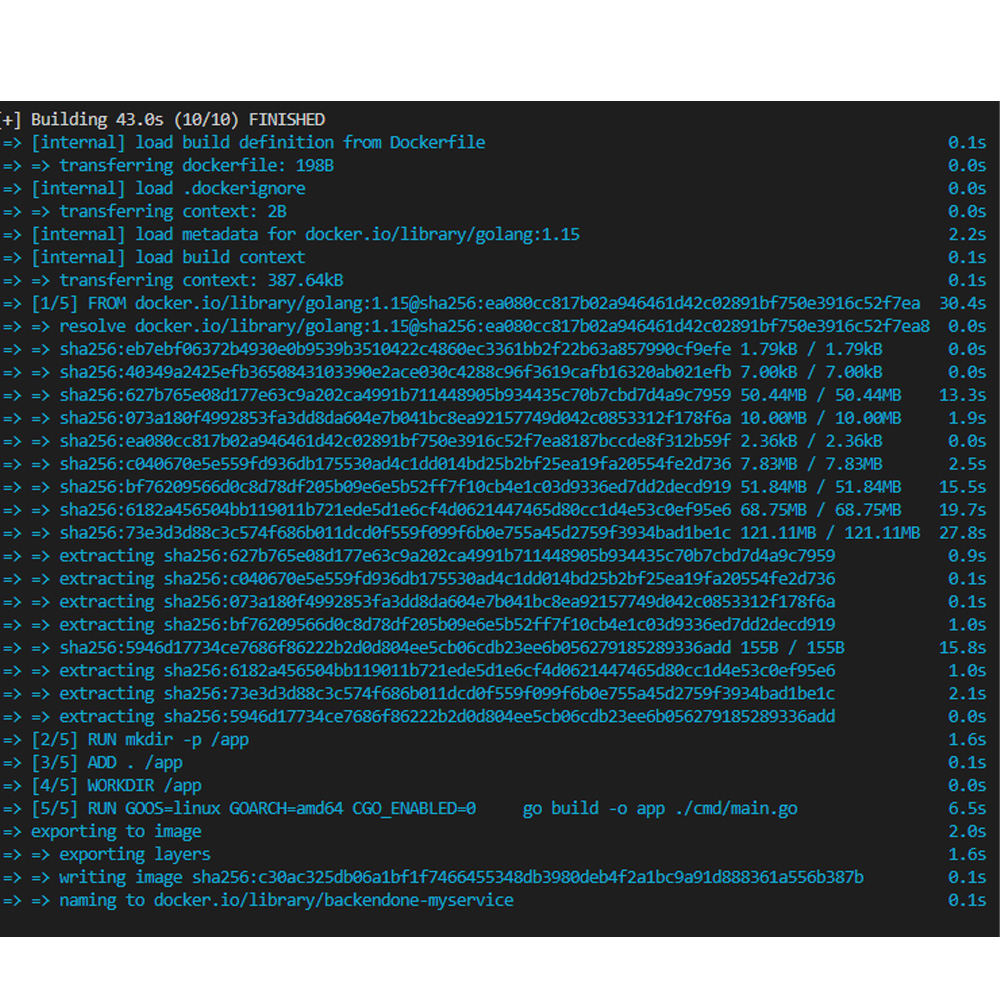 [+] Building 43.0s (10/10) FINISHED
=> [internal] load build definition from Dockerfile 0.1s
=> => transferring dockerfile: 198B 0.0s
=> [internal] load .dockerignore 0.0s
=> => transferring context: 2B 0.0s
=> [internal] load metadata for docker.io/library/golang:1.15 2.2s
=> [internal] load build context 0.1s
=> => transferring context: 387.64kB 0.1s
=> [1/5] FROM docker.io/library/golang:1.15@sha256:ea080cc817b02a946461d42c02891bf750e3916c52f7ea 30.4s
=> => resolve docker.io/library/golang:1.15@sha256:ea080cc817b02a946461d42c02891bf750e3916c52f7ea8 0.0s
=> => sha256:eb7ebf06372b4930e0b9539b3510422c4860ec3361bb2f22b63a857990cf9efe 1.79kB / 1.79kB 0.0s
=> => sha256:40349a2425efb3650843103390e2ace030c4288c96f3619cafb16320ab021efb 7.00kB / 7.00kB 0.0s
=> => sha256:627b765e08d177e63c9a202ca4991b711448905b934435c70b7cbd7d4a9c7959 50.44MB / 50.44MB 13.3s
=> => sha256:073a180f4992853fa3dd8da604e7b041bc8ea92157749d042c0853312f178f6a 10.00MB / 10.00MB 1.9s
=> => sha256:ea080cc817b02a946461d42c02891bf750e3916c52f7ea8187bccde8f312b59f 2.36kB / 2.36kB 0.0s
=> => sha256:c040670e5e559fd936db175530ad4c1dd014bd25b2bf25ea19fa20554fe2d736 7.83MB / 7.83MB 2.5s
=> => sha256:bf76209566d0c8d78df205b09e6e5b52ff7f10cb4e1c03d9336ed7dd2decd919 51.84MB / 51.84MB 15.5s
=> => sha256:6182a456504bb119011b721ede5d1e6cf4d0621447465d80cc1d4e53c0ef95e6 68.75MB / 68.75MB 19.7s
=> => sha256:73e3d3d88c3c574f686b011dcd0f559f099f6b0e755a45d2759f3934bad1be1c 121.11MB / 121.11MB 27.8s
=> => extracting sha256:627b765e08d177e63c9a202ca4991b711448905b934435c70b7cbd7d4a9c7959 0.9s
=> => extracting sha256:c040670e5e559fd936db175530ad4c1dd014bd25b2bf25ea19fa20554fe2d736 0.1s
=> => extracting sha256:073a180f4992853fa3dd8da604e7b041bc8ea92157749d042c0853312f178f6a 0.1s
=> => extracting sha256:bf76209566d0c8d78df205b09e6e5b52ff7f10cb4e1c03d9336ed7dd2decd919 1.0s
=> => sha256:5946d17734ce7686f86222b2d0d804ee5cb06cdb23ee6b056279185289336add 155B / 155B 15.8s
=> => extracting sha256:6182a456504bb119011b721ede5d1e6cf4d0621447465d80cc1d4e53c0ef95e6 1.0s
=> => extracting sha256:73e3d3d88c3c574f686b011dcd0f559f099f6b0e755a45d2759f3934bad1be1c 2.1s
=> => extracting sha256:5946d17734ce7686f86222b2d0d804ee5cb06cdb23ee6b056279185289336add 0.0s
=> [2/5] RUN mkdir -p /app 1.6s
=> [3/5] ADD . /app 0.1s
=> [4/5] WORKDIR /app 0.0s
=> [5/5] RUN GOOS=linux GOARCH=amd64 CGO_ENABLED=0     go build -o app ./cmd/main.go 6.5s
=> exporting to image 2.0s
=> => exporting layers 1.6s
=> => writing image sha256:c30ac325db06a1bf1f7466455348db3980deb4f2a1bc9a91d888361a556b387b 0.1s
=> => naming to docker.io/library/backendone-myservice 0.1s